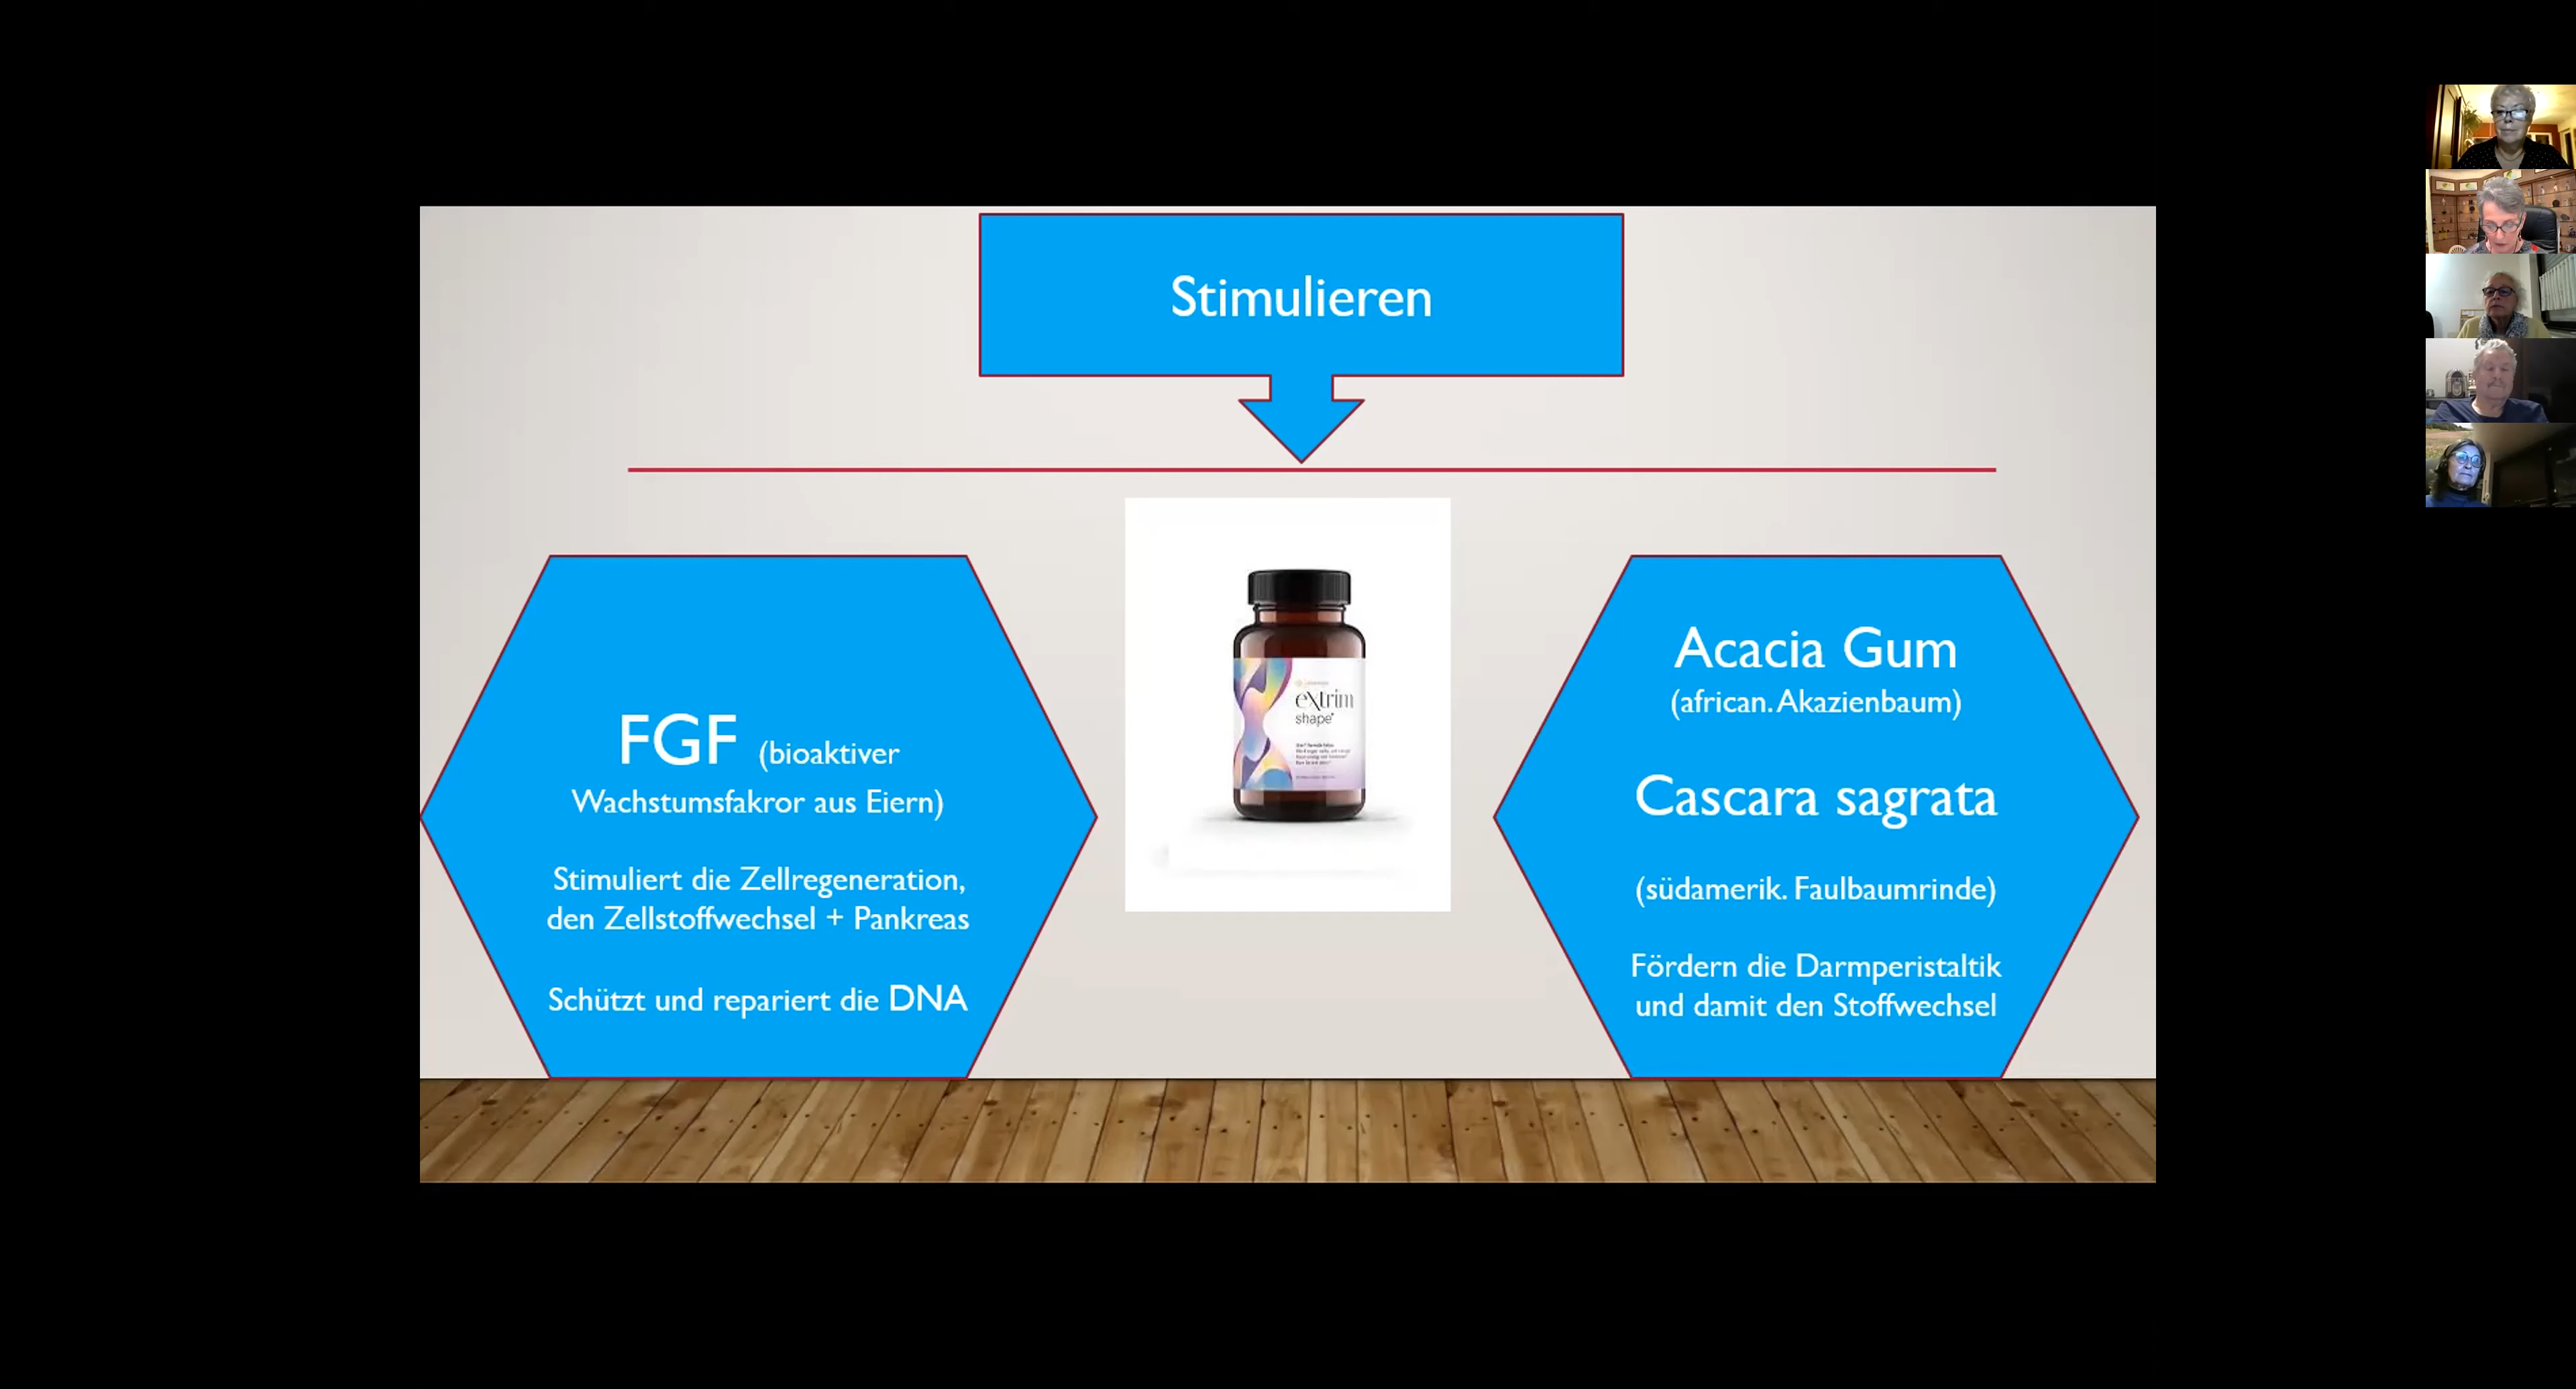 Stimulieren
FGF (bioaktiver
Wachstumsfakror aus Eiern)
Stimuliert die Zellregeneration,
den Zellstoffwechsel + Pankreas
Schützt und repariert die DNA
eXtrim
shape
Acacia Gum
(african. Akazienbaum)
Cascara sagrata
(südamerik. Faulbaumrinde)
Fördern die Darmperistaltik
und damit den Stoffwechsel